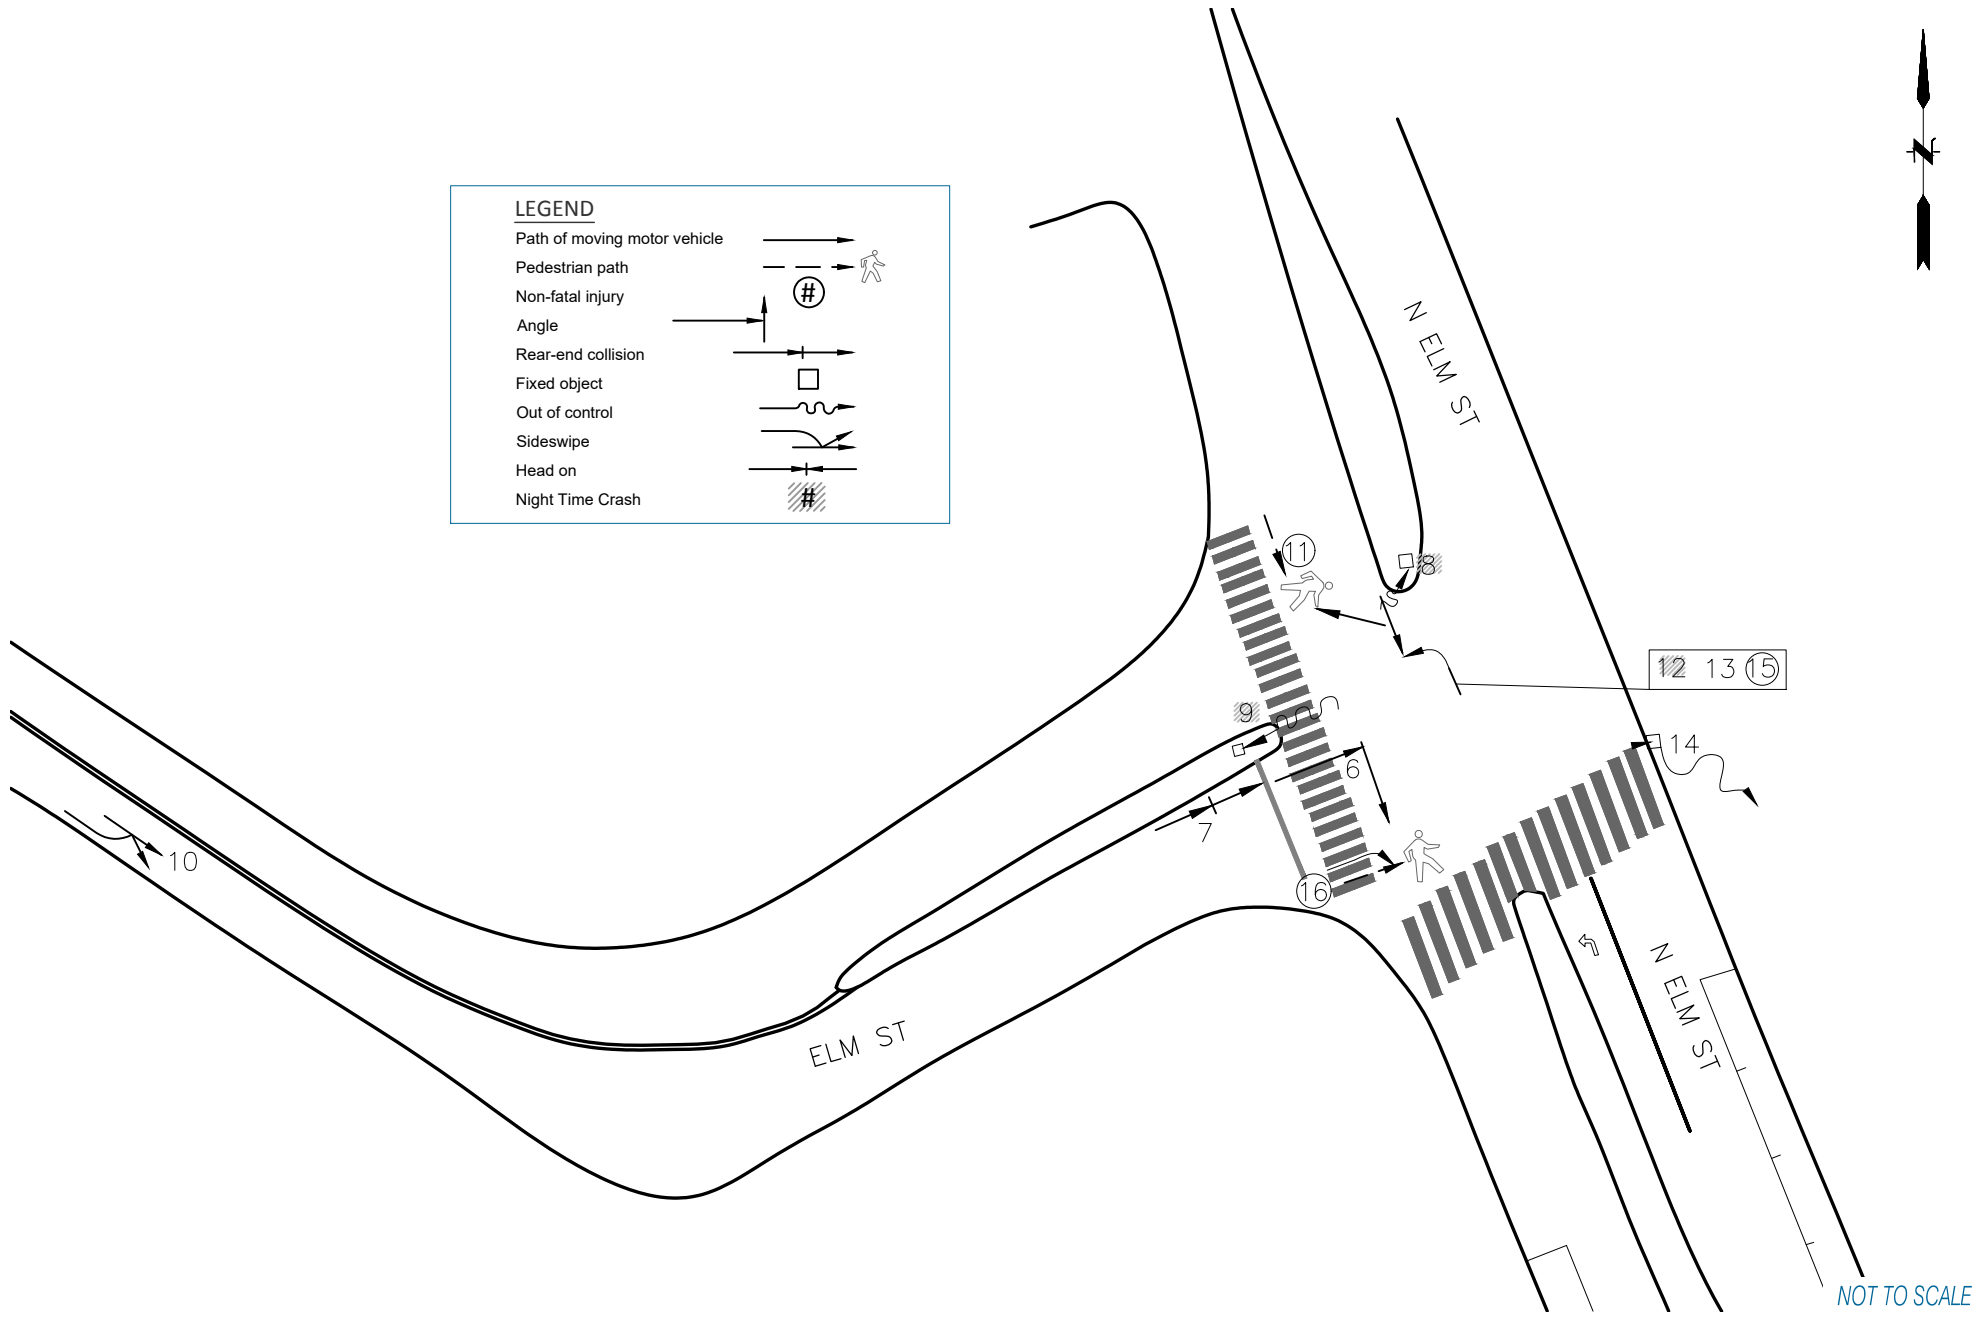 LEGEND
Path of moving motor vehicle
Pedestrian path
Non-fatal injury
#
Angle
Rear-end collision
Fixed object
Out of control
Sideswipe
Head on
Night Time Crash #
N
N ELM ST
11
8
12 13 15
9
14
6
7
10
16
ELM ST
N ELM ST
NOT TO SCALE